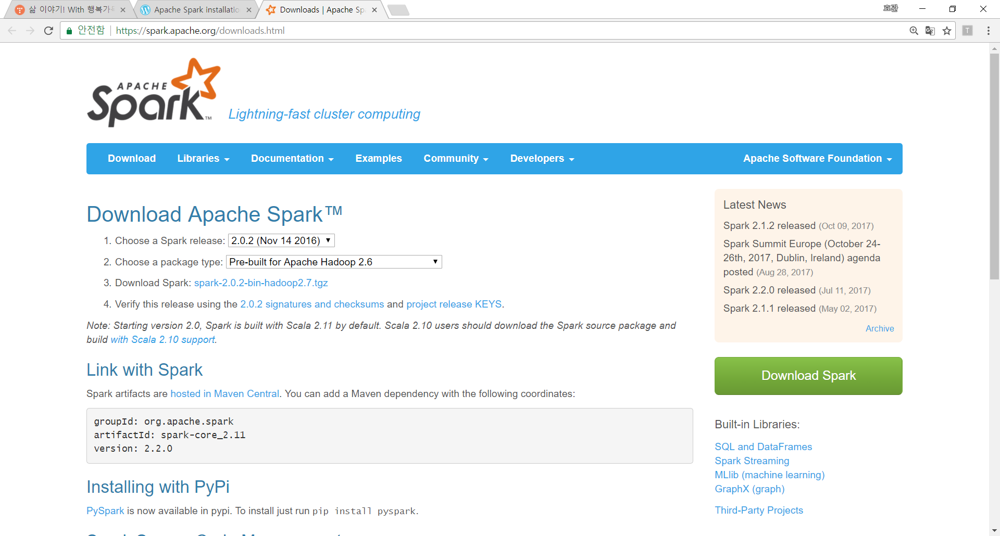 삶 이야기! With 행복가득
Apache Spark installatio
Downloads | Apache Sp
효관
안전함
https://spark.apache.org/downloads.html
T
APACHE
Spark™
Lightning-fast cluster computing
Download Libraries Documentation Examples Community Developers Apache Software Foundation
Download Apache Spark™
1. Choose a Spark release: 2.0.2 (Nov 14 2016)
2. Choose a package type: Pre-built for Apache Hadoop 2.6
3. Download Spark: spark-2.0.2-bin-hadoop2.7.tgz
4. Verify this release using the 2.0.2 signatures and checksums and project release KEYS.
Note: Starting version 2.0, Spark is built with Scala 2.11 by default. Scala 2.10 users should download the Spark source package and
build with Scala 2.10 support.
Link with Spark
Spark artifacts are hosted in Maven Central. You can add a Maven dependency with the following coordinates:
groupId: org.apache.spark
artifactId: spark-core_2.11
version: 2.2.0
Installing with PyPi
PySpark is now available in pypi. To install just run pip install pyspark.
Latest News
Spark 2.1.2 released (Oct 09, 2017)
Spark Summit Europe (October 24-
26th, 2017, Dublin, Ireland) agenda
posted (Aug 28, 2017)
Spark 2.2.0 released (Jul 11, 2017)
Spark 2.1.1 released (May 02, 2017)
Archive
Download Spark
Built-in Libraries:
SQL and DataFrames
Spark Streaming
MLlib (machine learning)
GraphX (graph)
Third-Party Projects